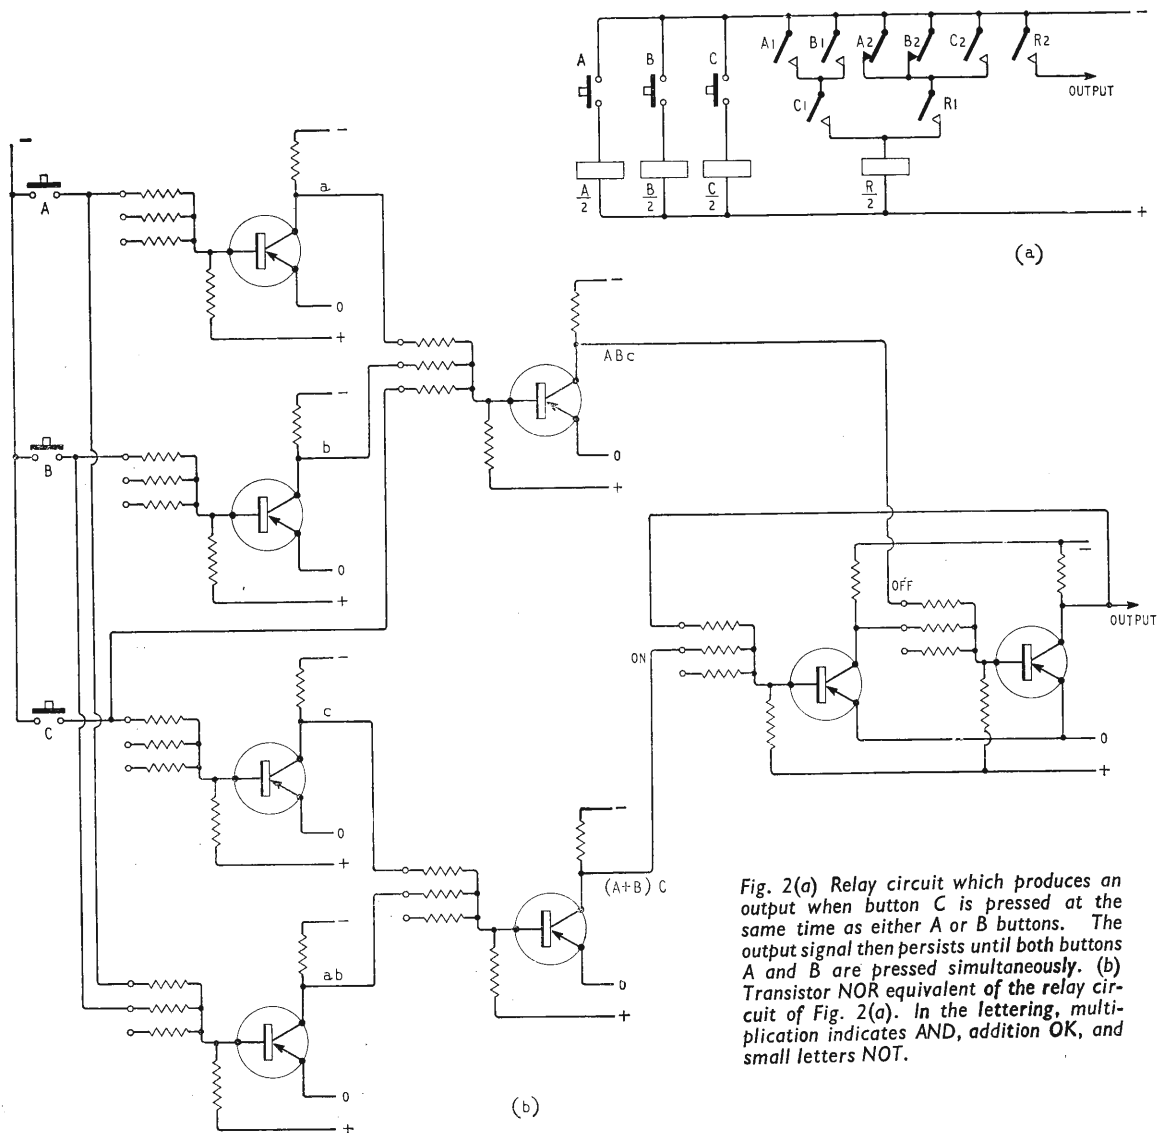 A1 B1 A2 B2 C2 R2 −
A B C
OUTPUT
C1 R1
A/2 B/2 C/2 R/2
+
(a)
−
−
A
a
0
+
−
ABc
−
B
b
0
+
0
+
−
OFF
OUTPUT
ON
−
C
c
0
+
0
+
−
(A+B) C
−
ab
0
+
0
+
(b)
Fig. 2(a) Relay circuit which produces an
output when button C is pressed at the
same time as either A or B buttons. The
output signal then persists until both buttons
A and B are pressed simultaneously. (b)
Transistor NOR equivalent of the relay cir-
cuit of Fig. 2(a). In the lettering, multi-
plication indicates AND, addition OK, and
small letters NOT.